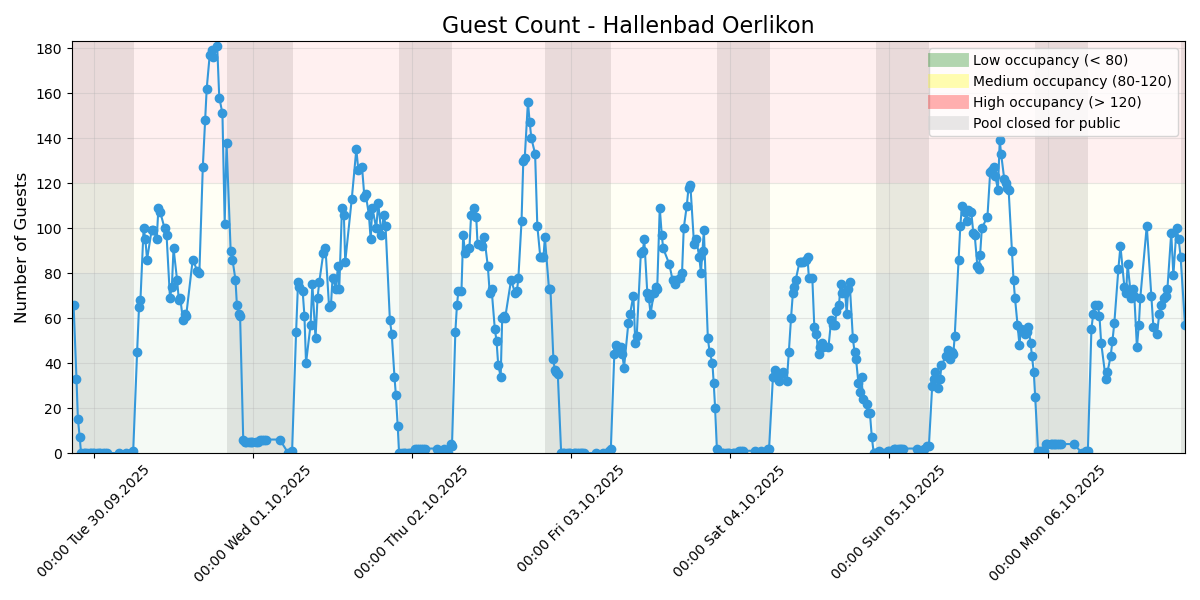 Guest Count - Hallenbad Oerlikon
Number of Guests
180
160
140
120
100
80
60
40
20
0
Low occupancy (< 80)
Medium occupancy (80-120)
High occupancy (> 120)
Pool closed for public
00:00 Tue 30.09.2025
00:00 Wed 01.10.2025
00:00 Thu 02.10.2025
00:00 Fri 03.10.2025
00:00 Sat 04.10.2025
00:00 Sun 05.10.2025
00:00 Mon 06.10.2025